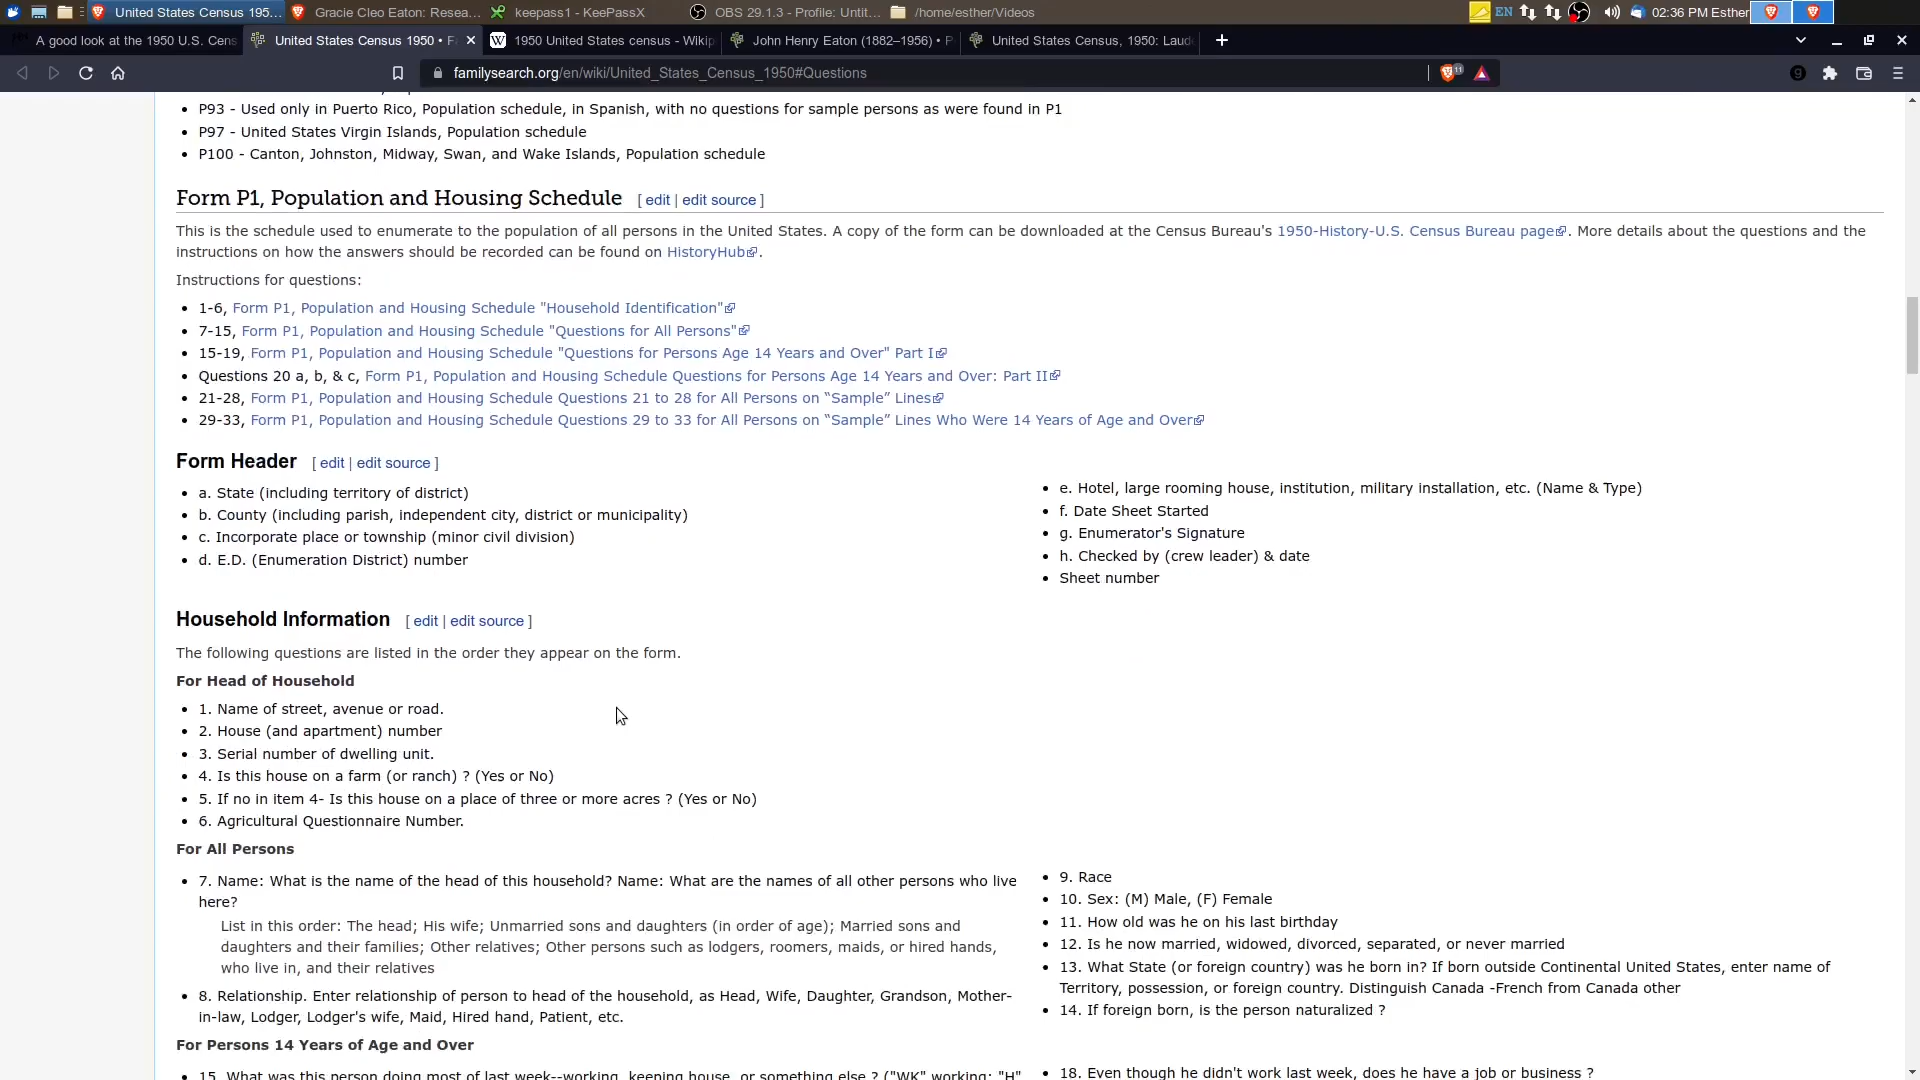 United States Census 195...
Gracie Cleo Eaton: Resea...
keepass1 - KeePassX
OBS 29.1.3 - Profile: Untit...
/home/esther/Videos
EN
02:36 PM Esther
A good look at the 1950 U.S. Cens
United States Census 1950 • F
1950 United States census - Wikip
John Henry Eaton (1882–1956) • P
United States Census, 1950: Laud
familysearch.org/en/wiki/United_States_Census_1950#Questions
11
P93 - Used only in Puerto Rico, Population schedule, in Spanish, with no questions for sample persons as were found in P1
P97 - United States Virgin Islands, Population schedule
P100 - Canton, Johnston, Midway, Swan, and Wake Islands, Population schedule
Form P1, Population and Housing Schedule [ edit | edit source ]
This is the schedule used to enumerate to the population of all persons in the United States. A copy of the form can be downloaded at the Census Bureau's 1950-History-U.S. Census Bureau page. More details about the questions and the
instructions on how the answers should be recorded can be found on HistoryHub.
Instructions for questions:
1-6, Form P1, Population and Housing Schedule "Household Identification"
7-15, Form P1, Population and Housing Schedule "Questions for All Persons"
15-19, Form P1, Population and Housing Schedule "Questions for Persons Age 14 Years and Over" Part I
Questions 20 a, b, & c, Form P1, Population and Housing Schedule Questions for Persons Age 14 Years and Over: Part II
21-28, Form P1, Population and Housing Schedule Questions 21 to 28 for All Persons on “Sample” Lines
29-33, Form P1, Population and Housing Schedule Questions 29 to 33 for All Persons on “Sample” Lines Who Were 14 Years of Age and Over
Form Header [ edit | edit source ]
a. State (including territory of district)
b. County (including parish, independent city, district or municipality)
c. Incorporate place or township (minor civil division)
d. E.D. (Enumeration District) number
e. Hotel, large rooming house, institution, military installation, etc. (Name & Type)
f. Date Sheet Started
g. Enumerator's Signature
h. Checked by (crew leader) & date
Sheet number
Household Information [ edit | edit source ]
The following questions are listed in the order they appear on the form.
For Head of Household
1. Name of street, avenue or road.
2. House (and apartment) number
3. Serial number of dwelling unit.
4. Is this house on a farm (or ranch) ? (Yes or No)
5. If no in item 4- Is this house on a place of three or more acres ? (Yes or No)
6. Agricultural Questionnaire Number.
For All Persons
7. Name: What is the name of the head of this household? Name: What are the names of all other persons who live
here?
List in this order: The head; His wife; Unmarried sons and daughters (in order of age); Married sons and
daughters and their families; Other relatives; Other persons such as lodgers, roomers, maids, or hired hands,
who live in, and their relatives
8. Relationship. Enter relationship of person to head of the household, as Head, Wife, Daughter, Grandson, Mother-
in-law, Lodger, Lodger's wife, Maid, Hired hand, Patient, etc.
9. Race
10. Sex: (M) Male, (F) Female
11. How old was he on his last birthday
12. Is he now married, widowed, divorced, separated, or never married
13. What State (or foreign country) was he born in? If born outside Continental United States, enter name of
Territory, possession, or foreign country. Distinguish Canada -French from Canada other
14. If foreign born, is the person naturalized ?
For Persons 14 Years of Age and Over
15. What was this person doing most of last week--working, keeping house, or something else ? ("WK" working; "H"
18. Even though he didn't work last week, does he have a job or business ?